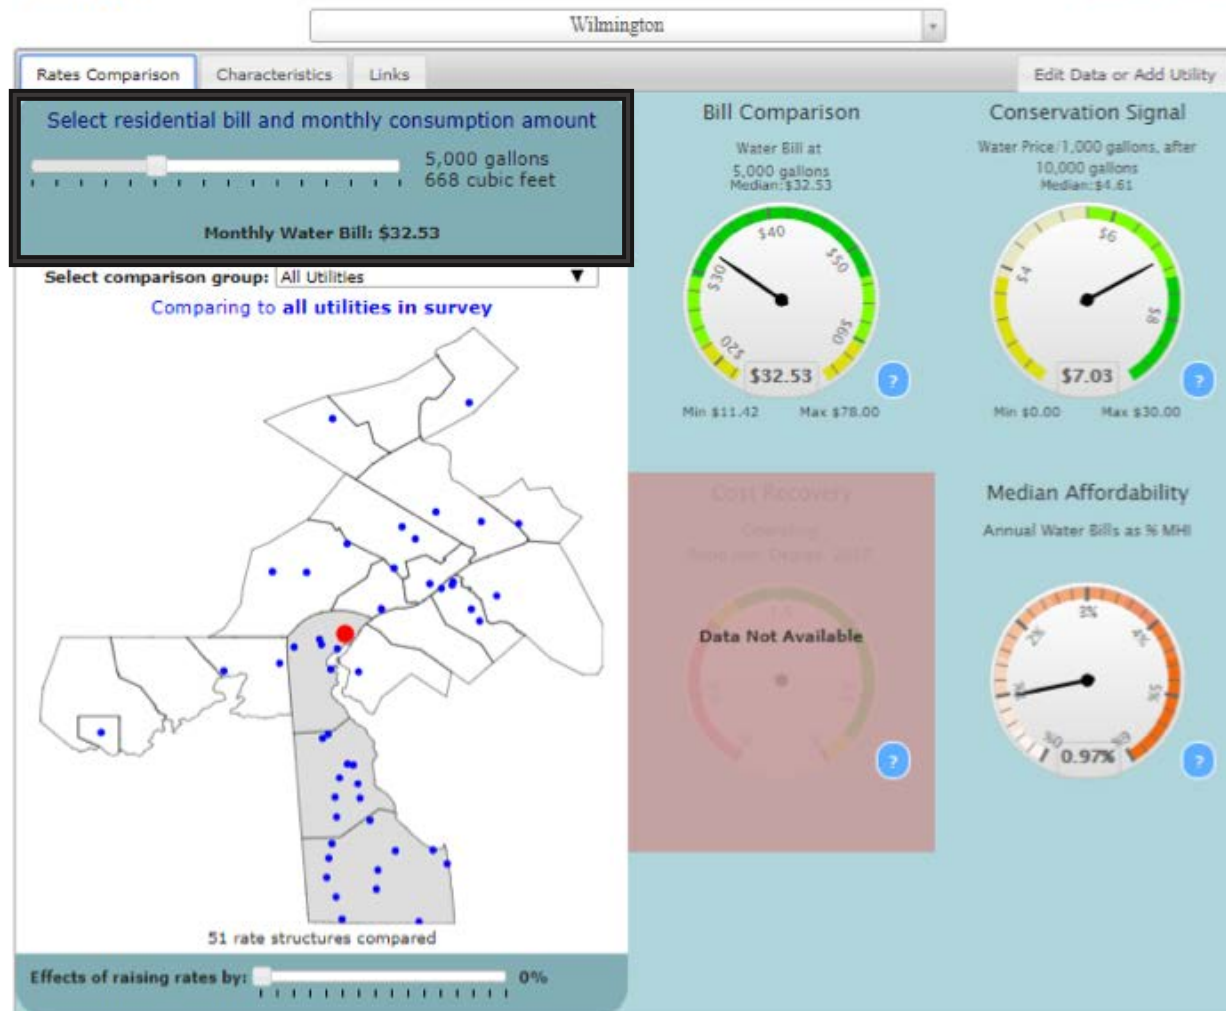 Wilmington
Rates Comparison
Characteristics
Links
Edit Data or Add Utility
Select residential bill and monthly consumption amount
5,000 gallons
668 cubic feet
Monthly Water Bill: $32.53
Select comparison group: All Utilities
Comparing to all utilities in survey
51 rate structures compared
Effects of raising rates by: 0%
Bill Comparison
Water Bill at
5,000 gallons
Median:$32.53
$20
$30
$40
$50
$60
$32.53
?
Min $11.42 Max $78.00
Conservation Signal
Water Price/1,000 gallons, after
10,000 gallons
Median:$4.61
$4
$6
$8
$7.03
?
Min $0.00 Max $30.00
Cost Recovery
Data Not Available
?
Median Affordability
Annual Water Bills as % MHI
0%
1%
2%
3%
4%
5%
6%
0.97%
?